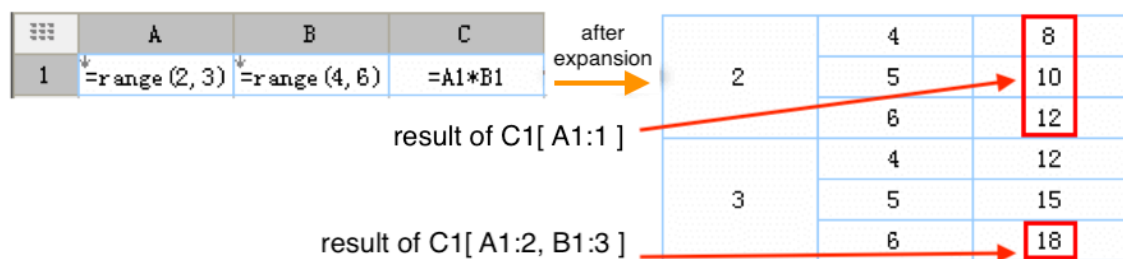 A B C
1 =range(2, 3) =range(4, 6) =A1*B1
after
expansion
2 4 8
5 10
6 12
3 4 12
5 15
6 18
result of C1[ A1:1 ]
result of C1[ A1:2, B1:3 ]